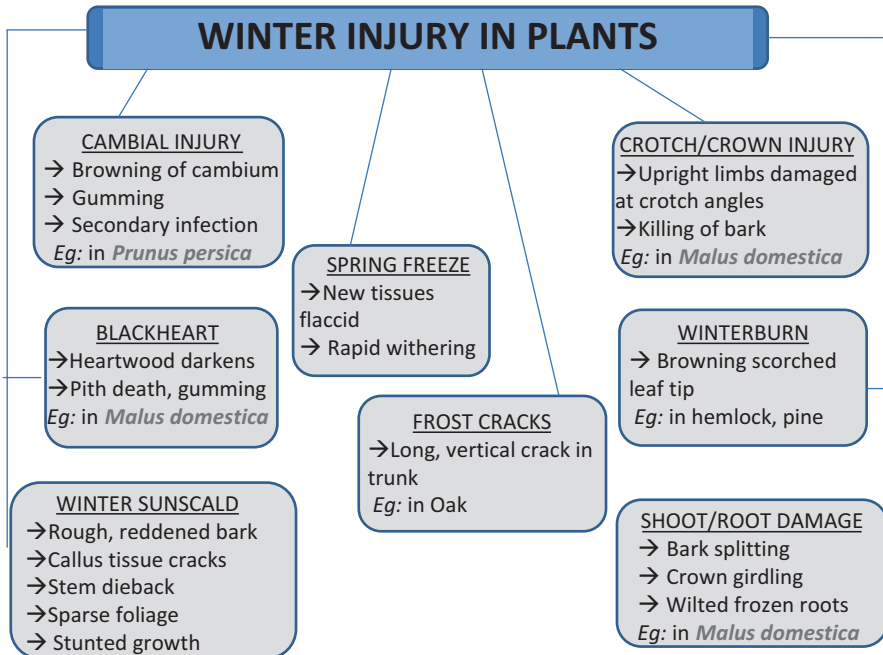 WINTER INJURY IN PLANTS
CAMBIAL INJURY
→ Browning of cambium
→ Gumming
→ Secondary infection
Eg: in Prunus persica
CROTCH/CROWN INJURY
→Upright limbs damaged
at crotch angles
→Killing of bark
Eg: in Malus domestica
SPRING FREEZE
→New tissues
flaccid
→ Rapid withering
BLACKHEART
→Heartwood darkens
→Pith death, gumming
Eg: in Malus domestica
WINTERBURN
→ Browning scorched
leaf tip
Eg: in hemlock, pine
FROST CRACKS
→Long, vertical crack in
trunk
Eg: in Oak
WINTER SUNSCALD
→Rough, reddened bark
→Callus tissue cracks
→Stem dieback
→Sparse foliage
→ Stunted growth
SHOOT/ROOT DAMAGE
→ Bark splitting
→ Crown girdling
→ Wilted frozen roots
Eg: in Malus domestica